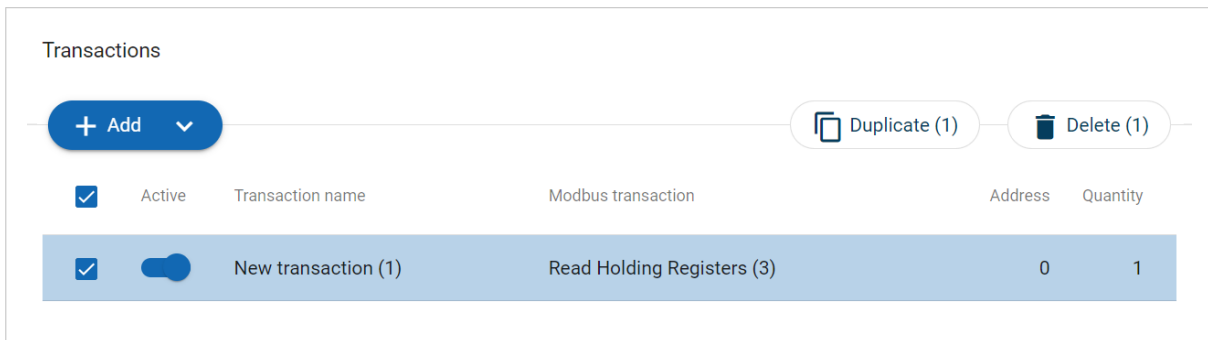 Transactions
Add
Duplicate (1)
Delete (1)
Active Transaction name Modbus transaction Address Quantity
New transaction (1) Read Holding Registers (3) 0 1